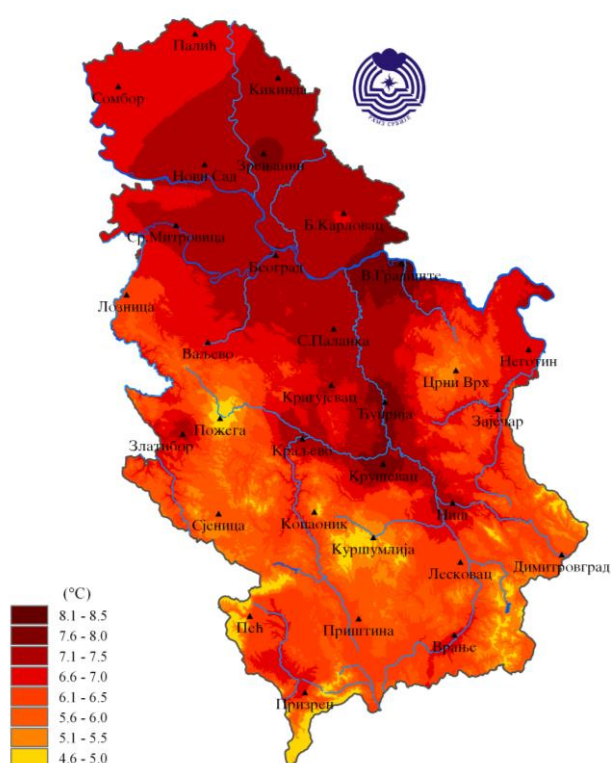 Палић
Сомбор
Кикинда
РХМЗ СРБИЈЕ
Зрењанин
Нови Сад
Б.Карловац
Ср.Митровица
Београд
В.Градиште
Лозница
С.Паланка
Ваљево
Неготин
Црни Врх
Крагујевац
Ћуприја
Зајечар
Пожега
Златибор
Краљево
Крушевац
Ниш
Сјеница
Копаоник
Куршумлија
Димитровград
Лесковац
Пећ
Приштина
Врање
Призрен
(°C)
8.1 - 8.5
7.6 - 8.0
7.1 - 7.5
6.6 - 7.0
6.1 - 6.5
5.6 - 6.0
5.1 - 5.5
4.6 - 5.0